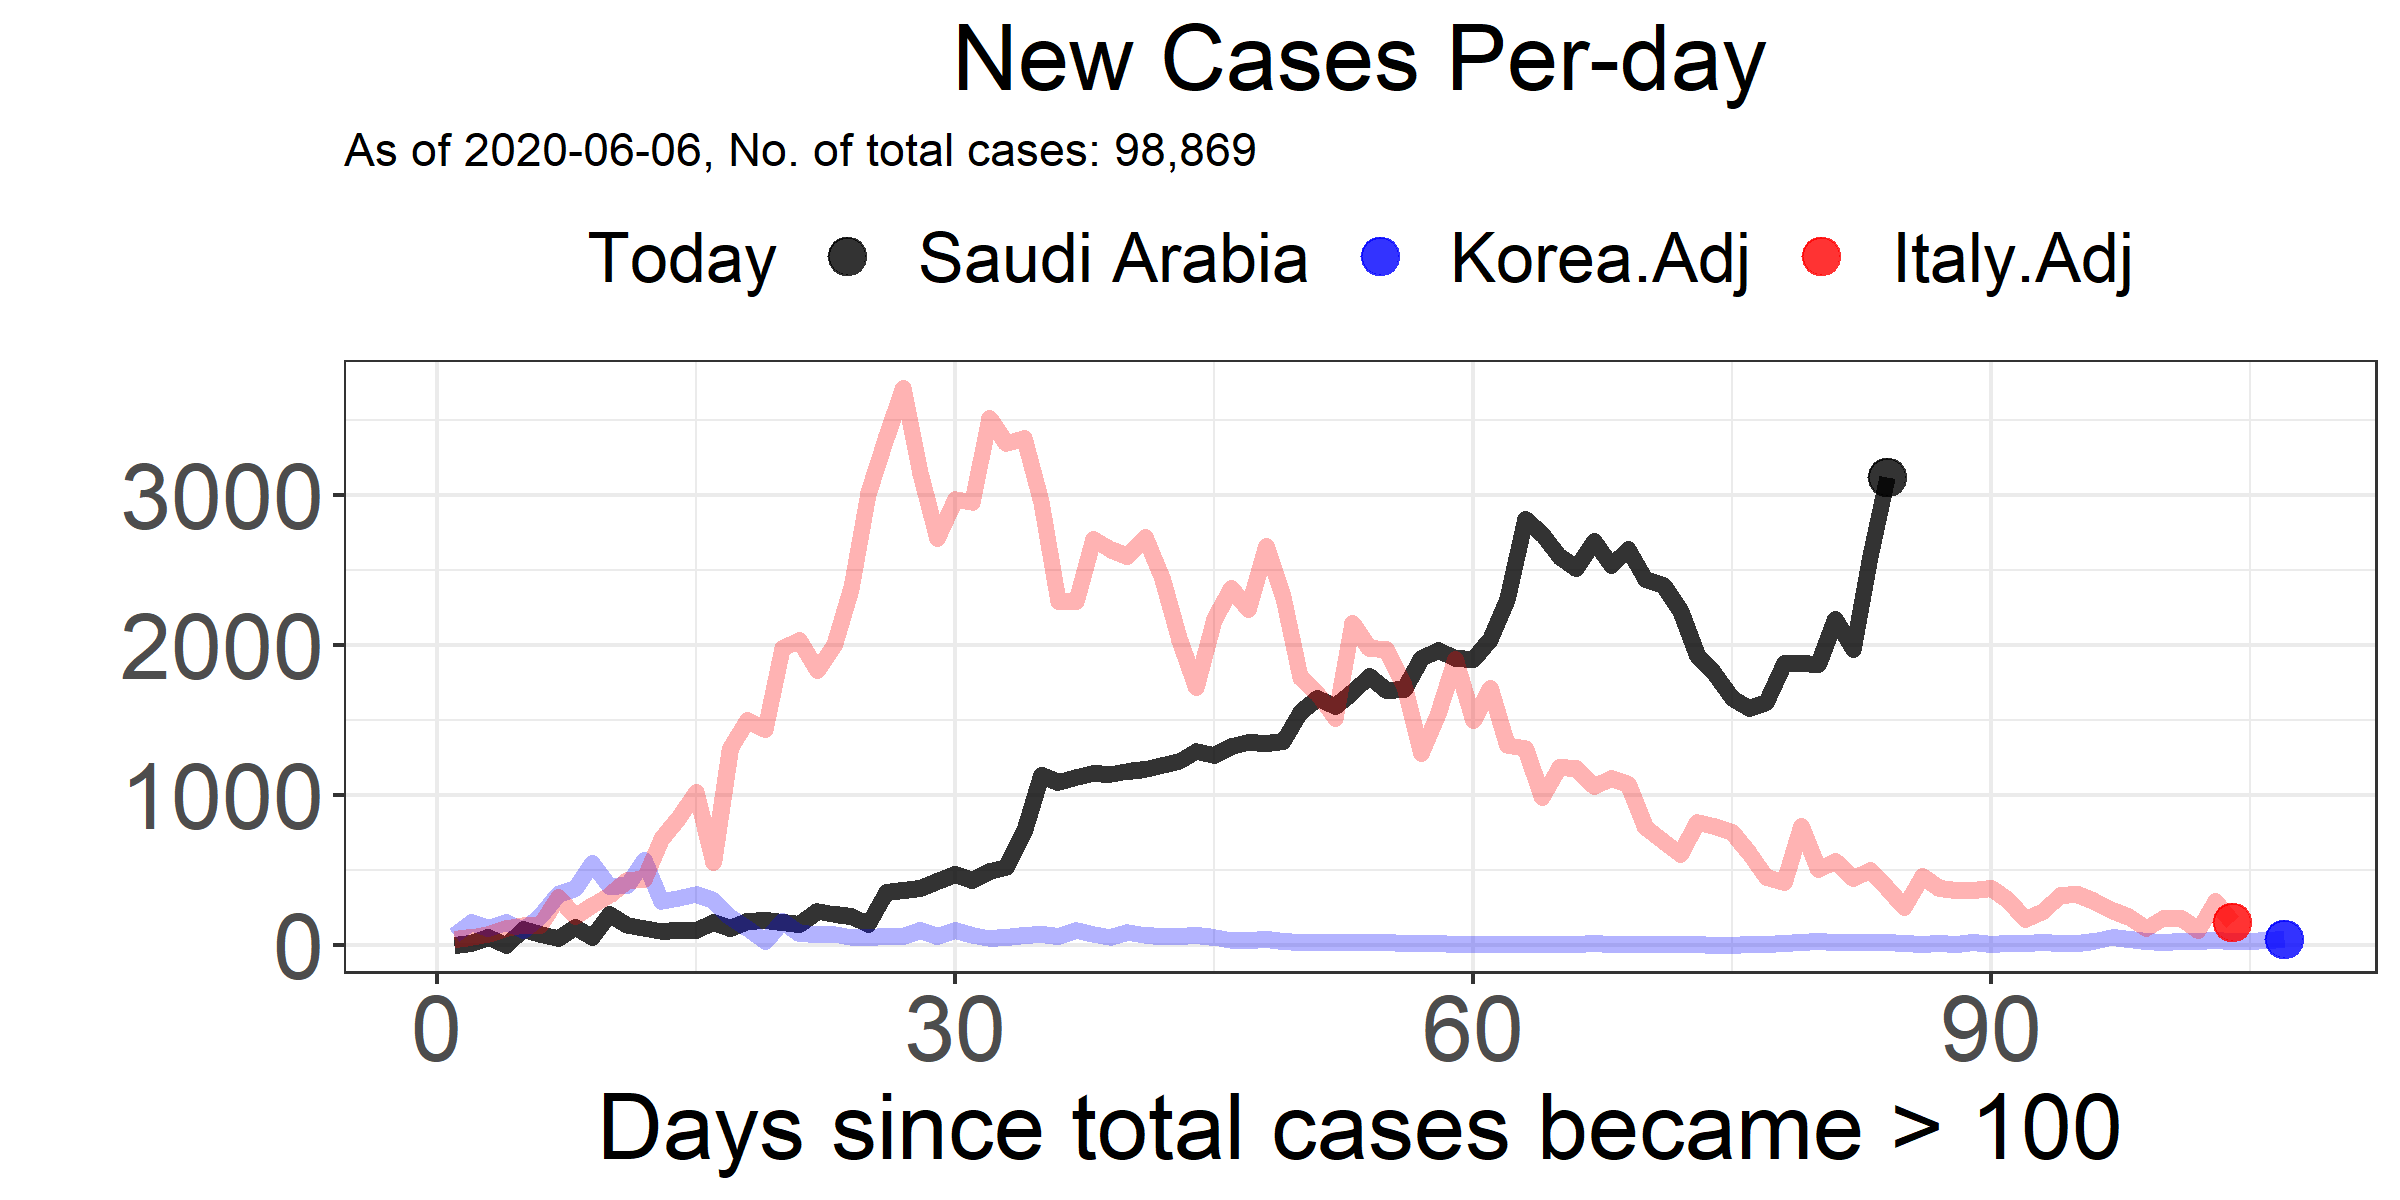 New Cases Per-day
As of 2020-06-06, No. of total cases: 98,869
Today Saudi Arabia Korea.Adj Italy.Adj
3000
2000
1000
0
0 30 60 90
Days since total cases became > 100